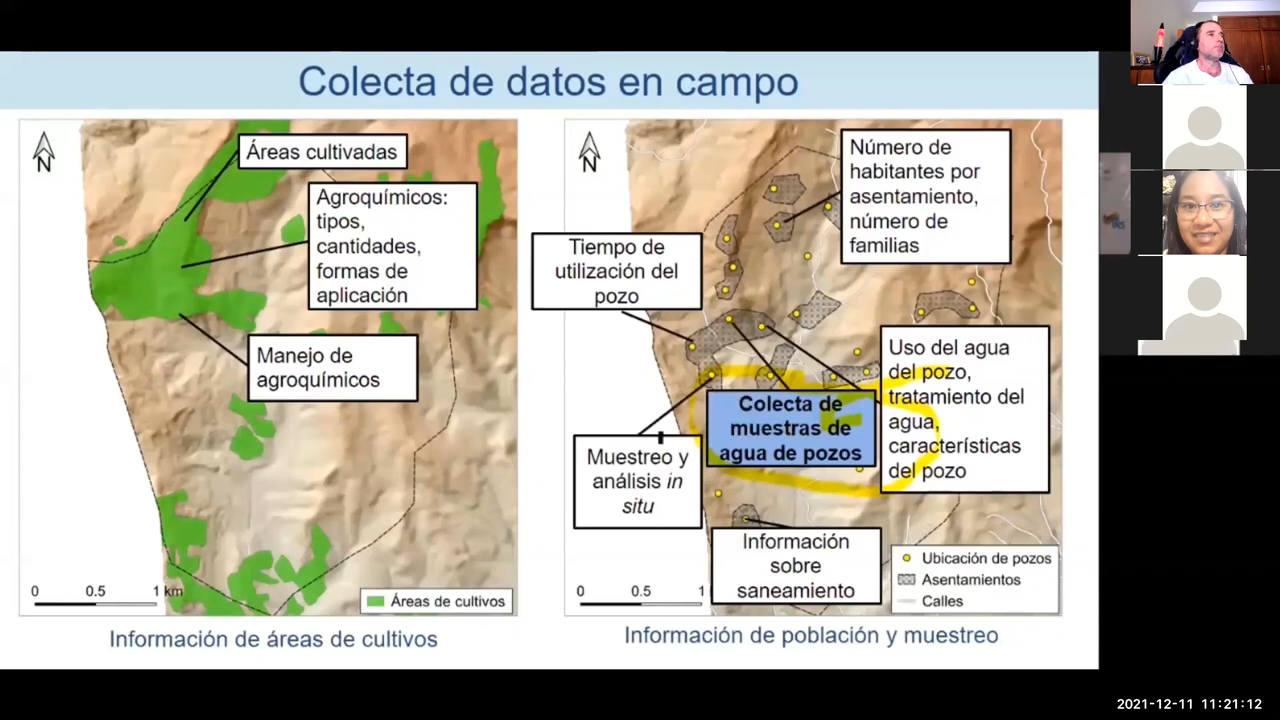 Colecta de datos en campo
N
Áreas cultivadas
Agroquímicos:
tipos,
cantidades,
formas de
aplicación
Manejo de
agroquímicos
0 0.5 1 km
Áreas de cultivos
Información de áreas de cultivos
N
Número de
habitantes por
asentamiento,
número de
familias
Tiempo de
utilización del
pozo
Uso del agua
del pozo,
tratamiento del
agua,
características
del pozo
Colecta de
muestras de
agua de pozos
Muestreo y
análisis in
situ
Información
sobre
saneamiento
0 0.5 1
Ubicación de pozos
Asentamientos
Calles
Información de población y muestreo
2021-12-11 11:21:12